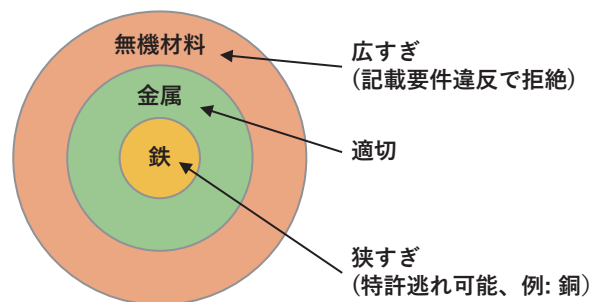 無機材料
金属
鉄
広すぎ
(記載要件違反で拒絶)
適切
狭すぎ
(特許逃れ可能、例: 銅)